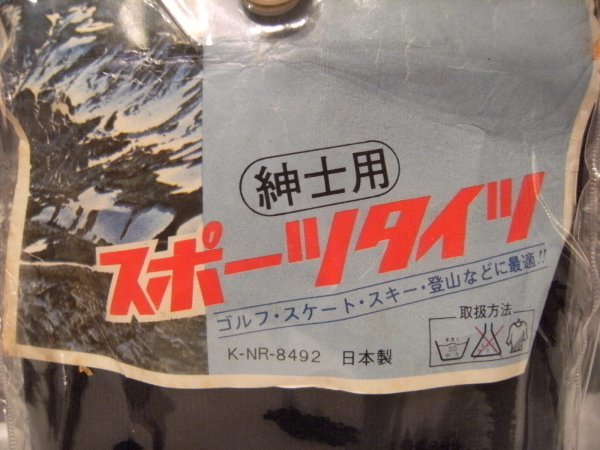 紳士用
スポーツタイツ
ゴルフ・スケート・スキー・登山などに最適!!
取扱方法
K-NR-8492 日本製